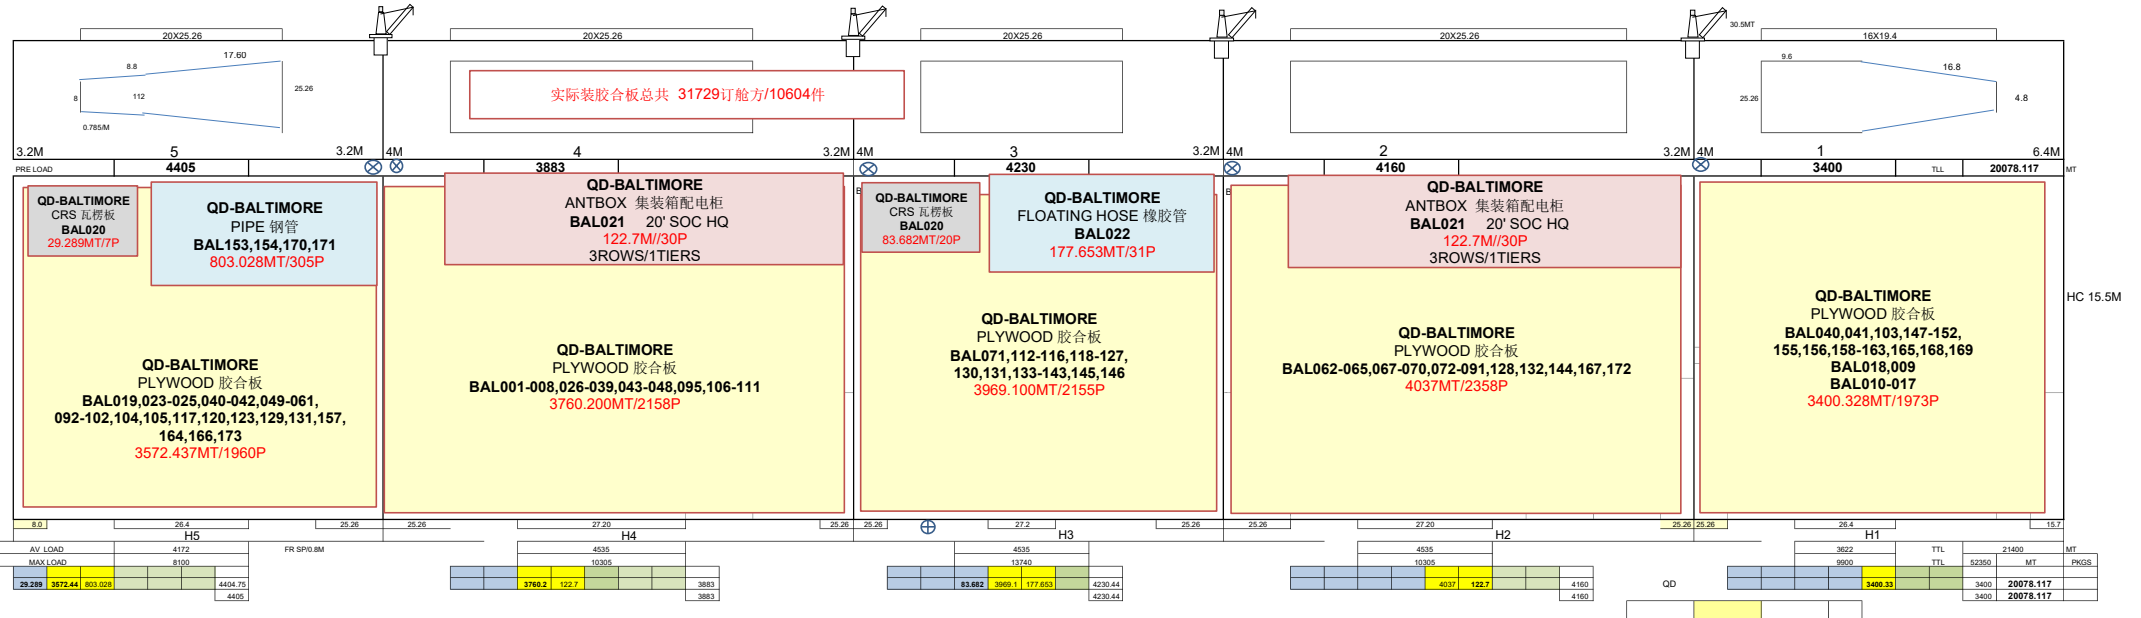 30.5MT
20X25.26
20X25.26
20X25.26
20X25.26
16X19.4
17.60
8.8
8
112
25.26
0.785/M
实际装胶合板总共 31729订舱方/10604件
9.6
16.8
25.26
4.8
3.2M 5 3.2M 4M 4 3.2M 4M 3 3.2M 4M 2 3.2M 4M 1 6.4M
PRE LOAD 4405 3883 4230 4160 3400 TLL 20078.117 MT
QD-BALTIMORE
CRS 瓦楞板
BAL020
29.289MT/7P
QD-BALTIMORE
PIPE 钢管
BAL153,154,170,171
803.028MT/305P
QD-BALTIMORE
PLYWOOD 胶合板
BAL019,023-025,040-042,049-061,
092-102,104,105,117,120,123,129,131,157,
164,166,173
3572.437MT/1960P
QD-BALTIMORE
ANTBOX 集装箱配电柜
BAL021 20' SOC HQ
122.7M//30P
3ROWS/1TIERS
QD-BALTIMORE
PLYWOOD 胶合板
BAL001-008,026-039,043-048,095,106-111
3760.200MT/2158P
B
QD-BALTIMORE
CRS 瓦楞板
BAL020
83.682MT/20P
QD-BALTIMORE
FLOATING HOSE 橡胶管
BAL022
177.653MT/31P
QD-BALTIMORE
PLYWOOD 胶合板
BAL071,112-116,118-127,
130,131,133-143,145,146
3969.100MT/2155P
B
QD-BALTIMORE
ANTBOX 集装箱配电柜
BAL021 20' SOC HQ
122.7M//30P
3ROWS/1TIERS
QD-BALTIMORE
PLYWOOD 胶合板
BAL062-065,067-070,072-091,128,132,144,167,172
4037MT/2358P
QD-BALTIMORE
PLYWOOD 胶合板
BAL040,041,103,147-152,
155,156,158-163,165,168,169
BAL018,009
BAL010-017
3400.328MT/1973P
HC 15.5M
8.0 26.4 25.26 25.26 27.20 25.26 25.26 27.2 25.26 25.26 27.20 25.26 25.26 26.4 15.7
H5 H4 H3 H2 H1
AV LOAD 4172 FR SP/0.8M 4535 4535 4535 3622 TTL 21400 MT
MAX LOAD 8100 10305 13740 10305 9900 TTL 52350 MT PKGS
29.289 3572.44 803.028 4404.75 3760.2 122.7 3883 83.682 3969.1 177.653 4230.44 4037 122.7 4160 QD 3400.33 3400 20078.117
4405 3883 4230.44 4160 3400 20078.117